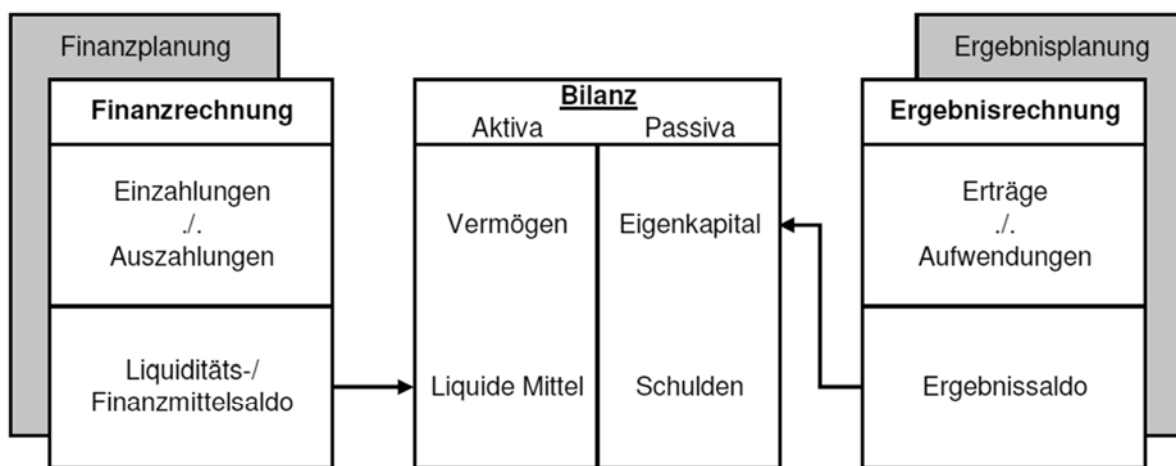 Finanzplanung
Finanzrechnung
Einzahlungen
./.
Auszahlungen
Liquiditäts-/
Finanzmittelsaldo
Bilanz
Aktiva Passiva
Vermögen Eigenkapital
Liquide Mittel Schulden
Ergebnisplanung
Ergebnisrechnung
Erträge
./.
Aufwendungen
Ergebnissaldo